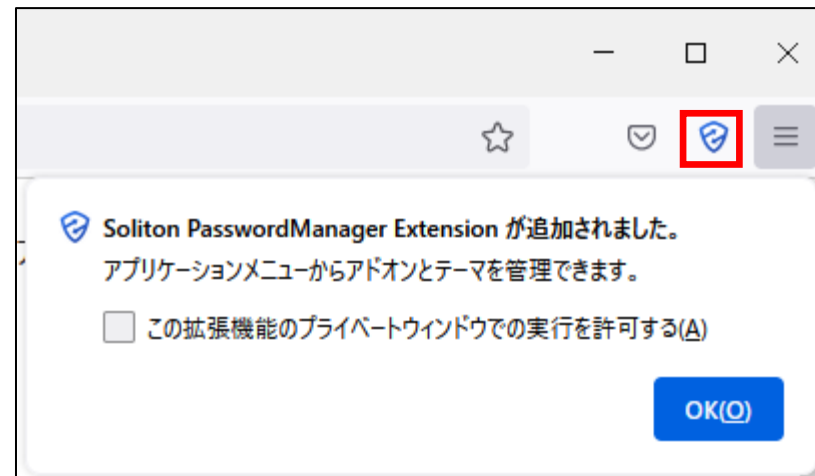 Soliton PasswordManager Extension が追加されました。
アプリケーションメニューからアドオンとテーマを管理できます。
この拡張機能のプライベートウィンドウでの実行を許可する(A)
OK(O)